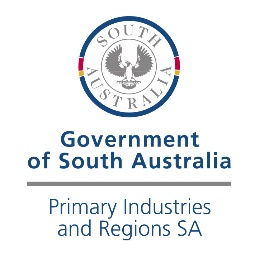 SOUTH
AUSTRALIA
Government
of South Australia
Primary Industries
and Regions SA